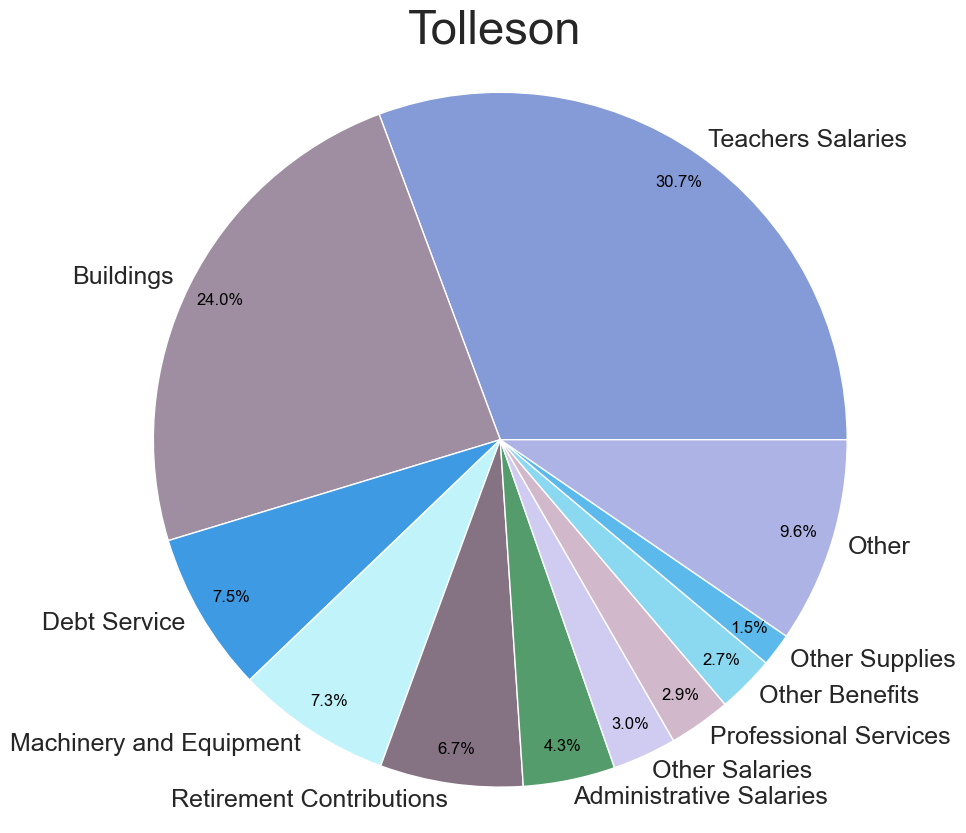 Tolleson
Teachers Salaries
30.7%
Buildings
24.0%
Debt Service
7.5%
Machinery and Equipment
7.3%
Retirement Contributions
6.7%
Administrative Salaries
4.3%
Other Salaries
3.0%
Professional Services
2.9%
Other Benefits
2.7%
Other Supplies
1.5%
Other
9.6%